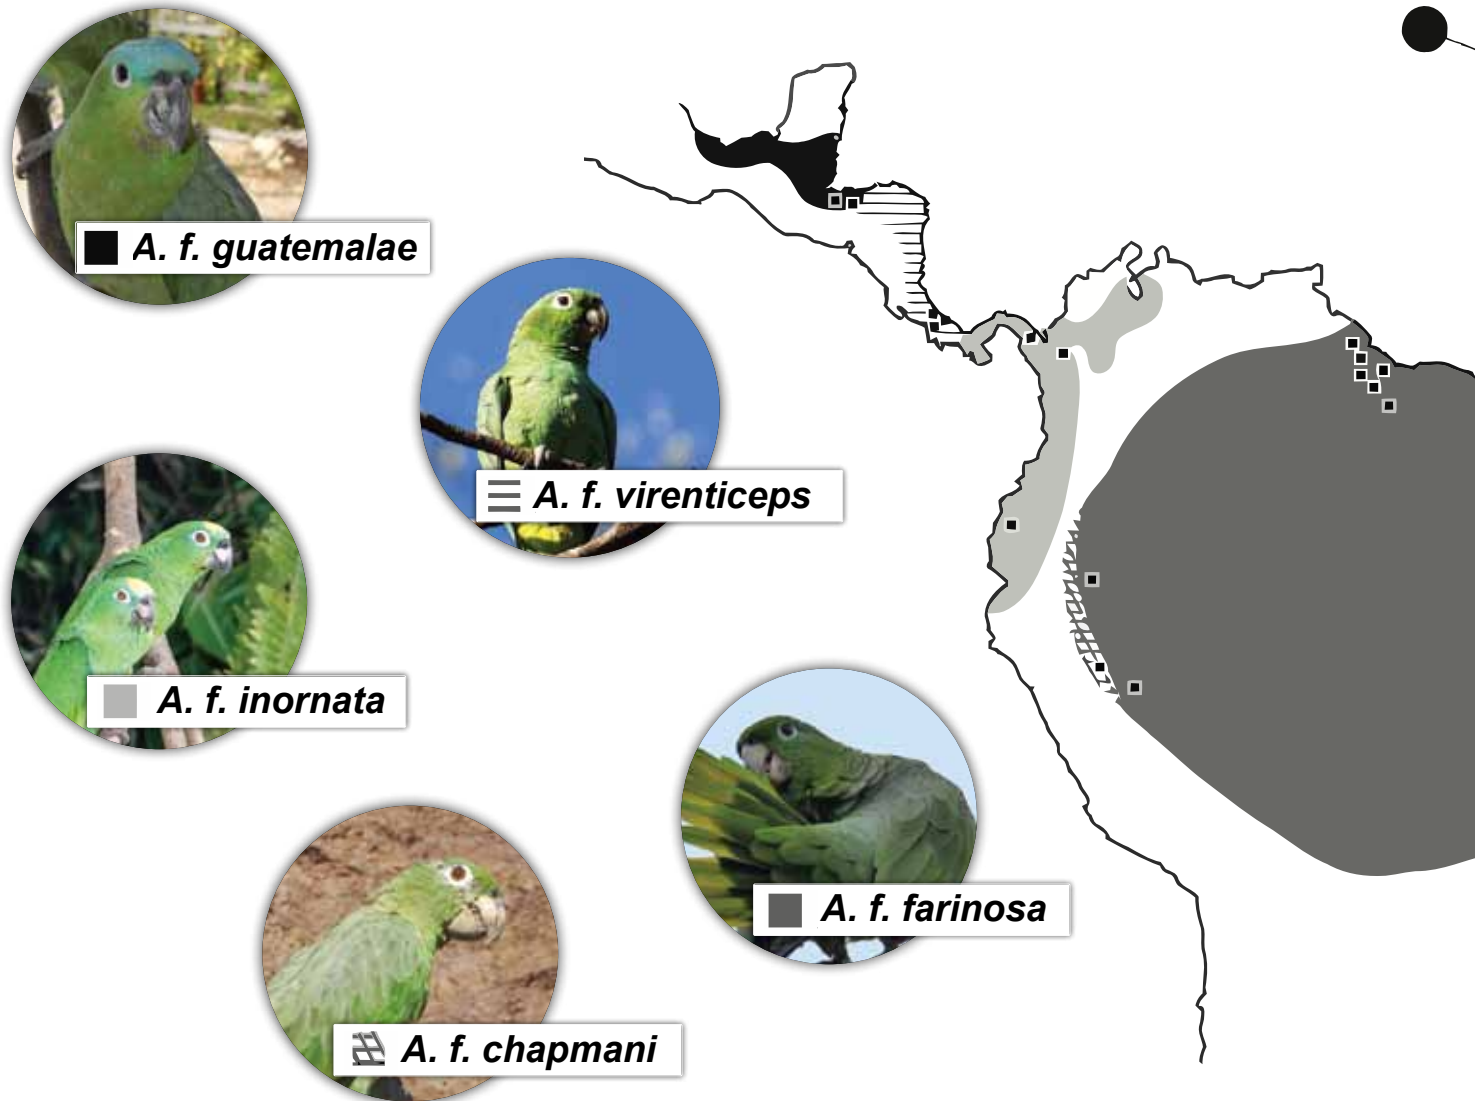 A. f. guatemalae
A. f. virenticeps
A. f. inornata
A. f. farinosa
A. f. chapmani